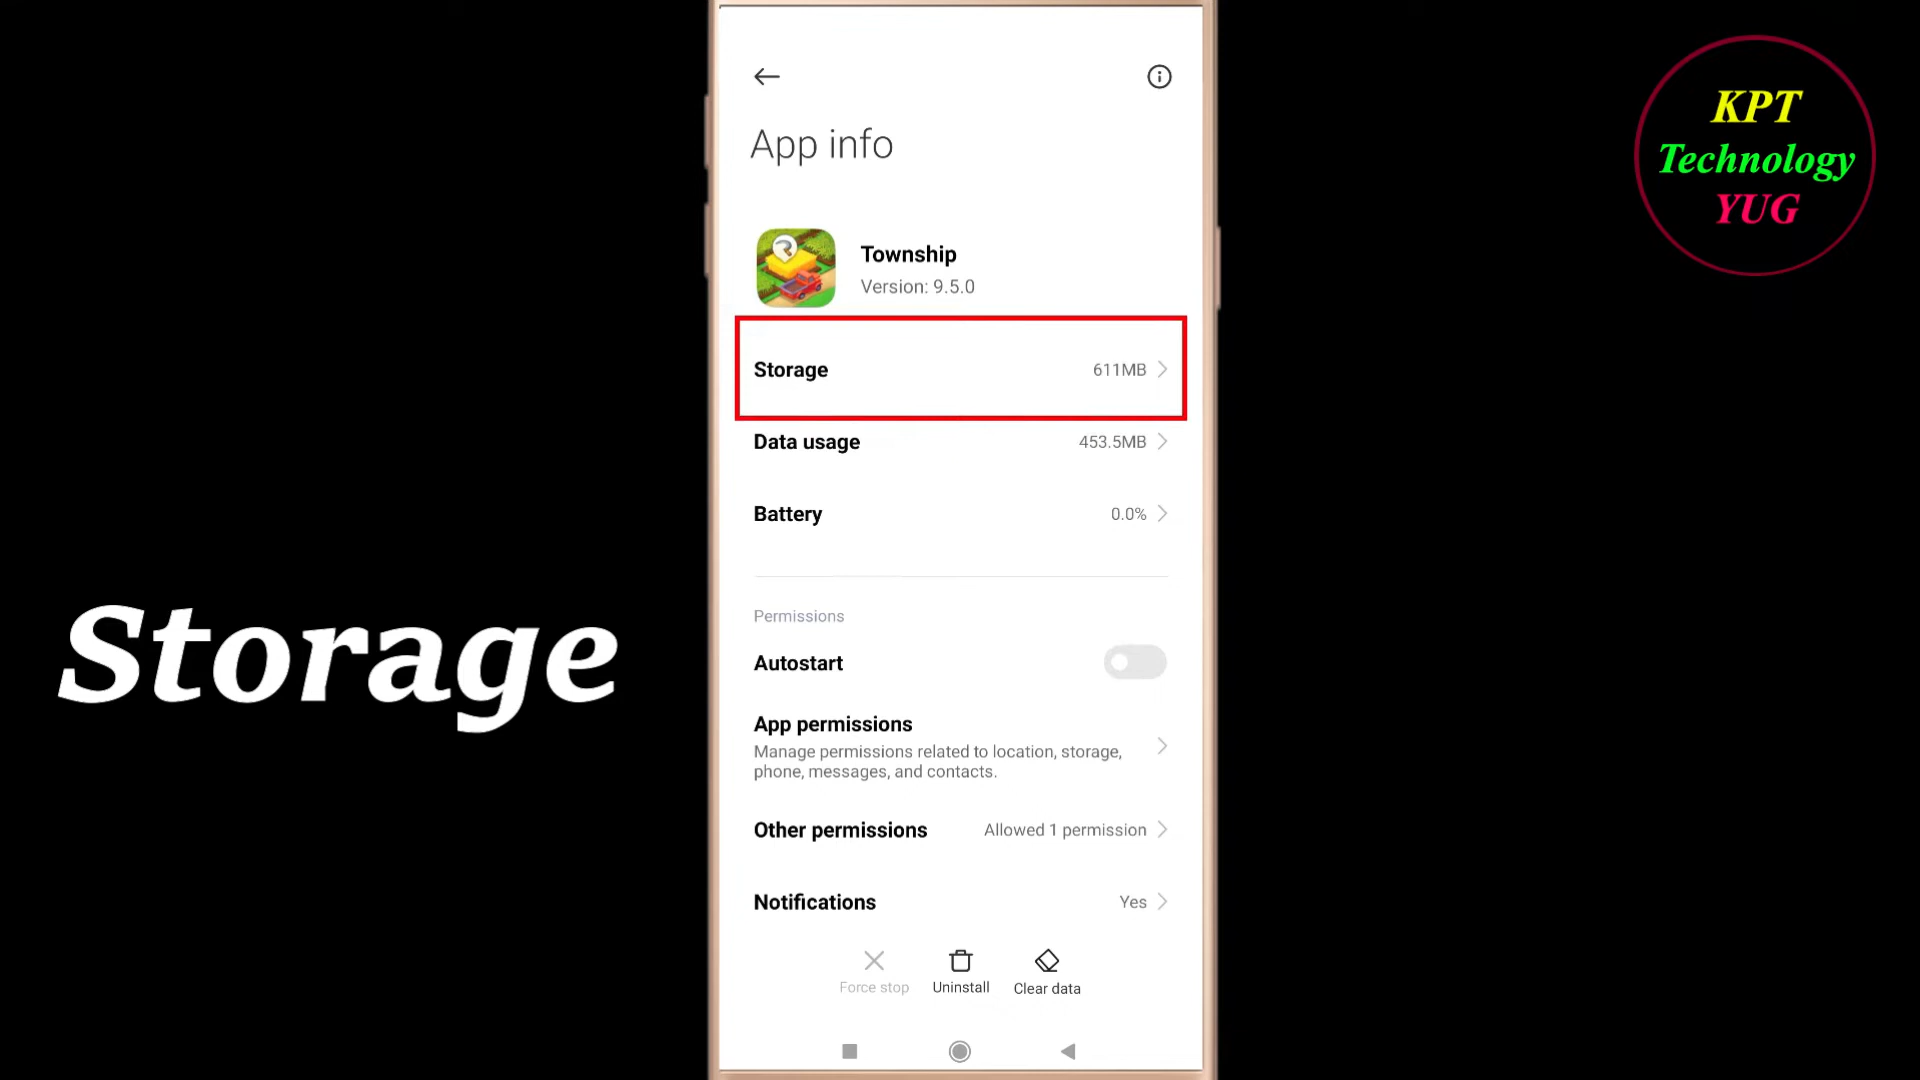 App info
Township
Version: 9.5.0
Storage 611MB
Data usage 453.5MB
Battery 0.0%
Permissions
Autostart
App permissions
Manage permissions related to location, storage,
phone, messages, and contacts.
Other permissions Allowed 1 permission
Notifications Yes
Force stop Uninstall Clear data
Storage
KPT
Technology
YUG